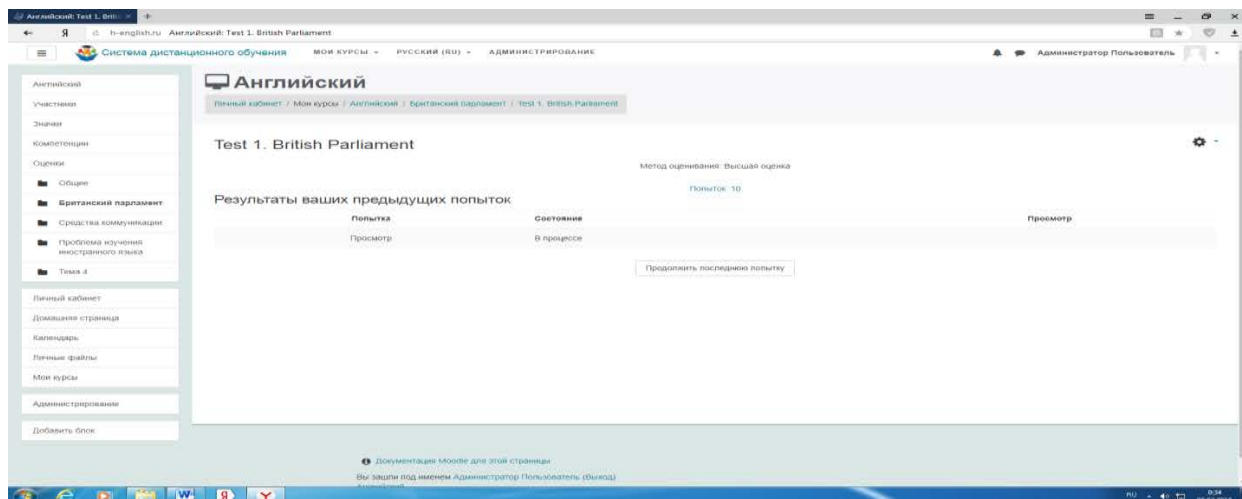 Английский: Test 1. Briti
h-english.ru Английский: Test 1. British Parliament
Система дистанционного обучения МОИ КУРСЫ РУССКИЙ (RU) АДМИНИСТРИРОВАНИЕ Администратор Пользователь
Английский
Участники
Значки
Компетенции
Оценки
Общее
Британский парламент
Средства коммуникации
Проблема изучения
иностранного языка
Тема 4
Личный кабинет
Домашняя страница
Календарь
Личные файлы
Мои курсы
Администрирование
Добавить блок
Английский
Личный кабинет / Мои курсы / Английский / Британский парламент / Test 1. British Parliament
Test 1. British Parliament
Метод оценивания: Высшая оценка
Попыток: 10
Результаты ваших предыдущих попыток
Попытка Состояние Просмотр
Просмотр В процессе
Продолжить последнюю попытку
Документация Moodle для этой страницы
Вы зашли под именем Администратор Пользователь (Выход)
Английский
RU 0:34